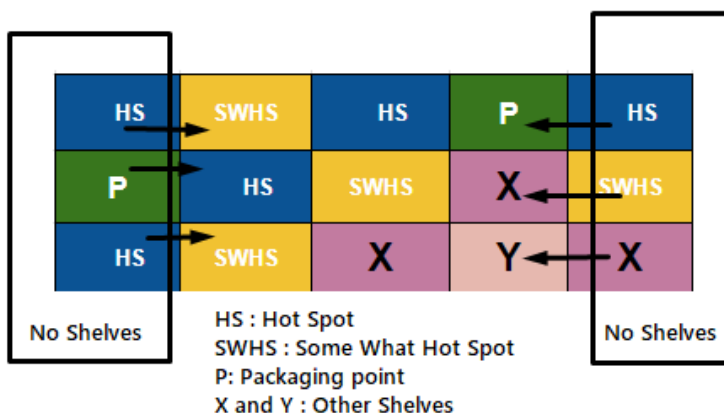 HS SWHS HS P HS
P HS SWHS X SWHS
HS SWHS X Y X
No Shelves
No Shelves
HS : Hot Spot
SWHS : Some What Hot Spot
P: Packaging point
X and Y : Other Shelves